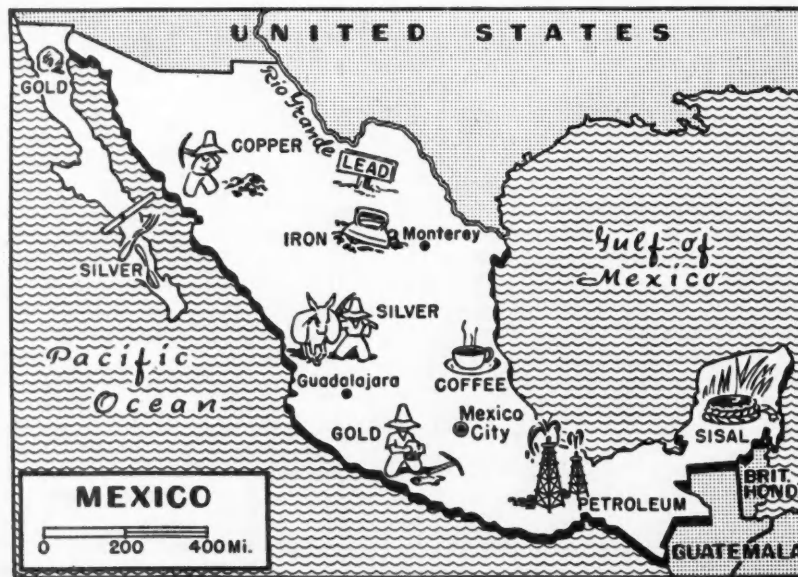 UNITED STATES
GOLD
Rio Grande
COPPER
LEAD
IRON
Monterey
Gulf of
Mexico
SILVER
SILVER
Pacific
Ocean
Guadalajara
COFFEE
Mexico
City
GOLD
SISAL
PETROLEUM
BRIT.
HOND.
GUATEMALA
MEXICO
0 200 400 Mi.